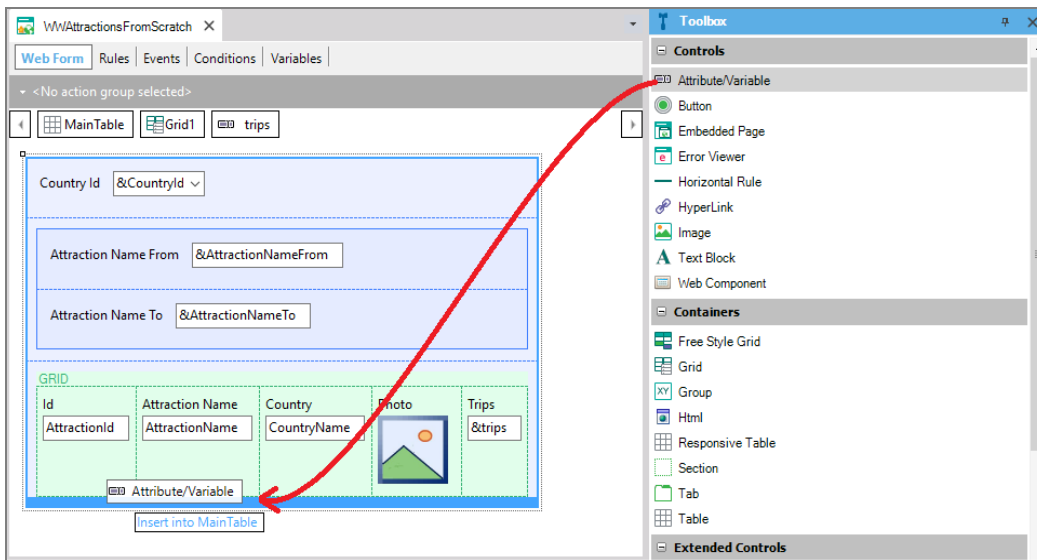 WWAttractionsFromScratch
Web Form Rules Events Conditions Variables
<No action group selected>
MainTable Grid1 trips
Country Id &CountryId
Attraction Name From &AttractionNameFrom
Attraction Name To &AttractionNameTo
GRID
Id Attraction Name Country Photo Trips
AttractionId AttractionName CountryName &trips
Attribute/Variable
Insert into MainTable
Toolbox
Controls
Attribute/Variable
Button
Embedded Page
Error Viewer
Horizontal Rule
HyperLink
Image
Text Block
Web Component
Containers
Free Style Grid
Grid
Group
Html
Responsive Table
Section
Tab
Table
Extended Controls